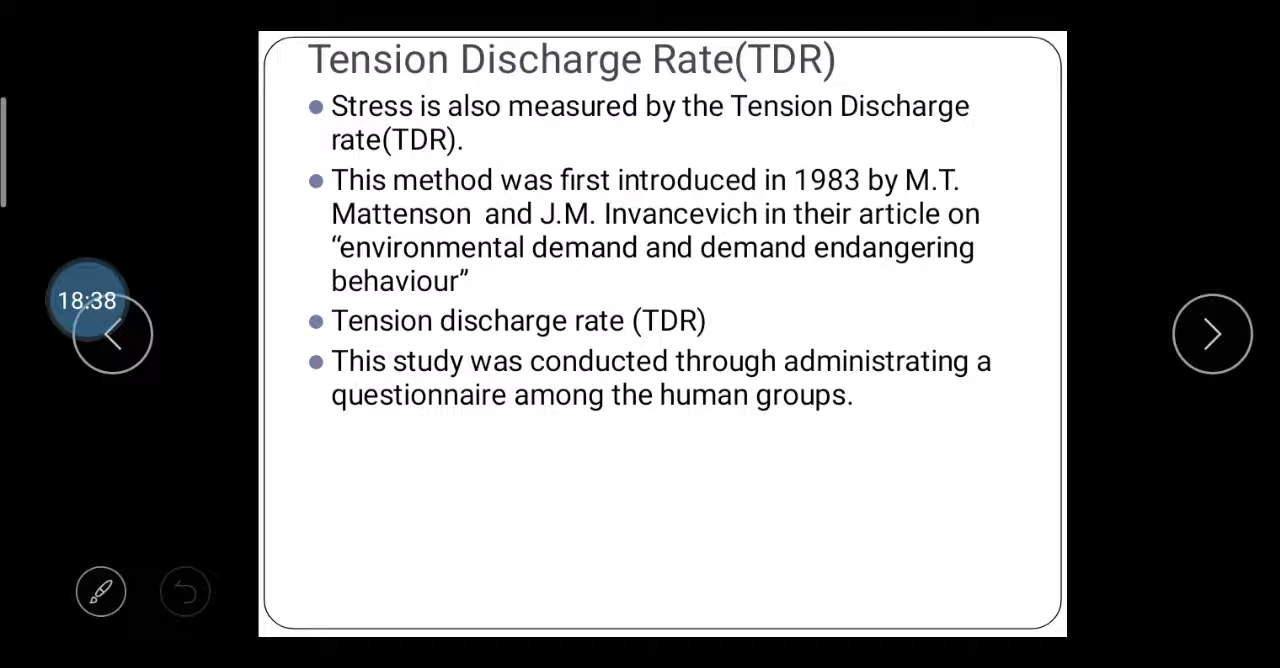 Tension Discharge Rate(TDR)
Stress is also measured by the Tension Discharge
rate(TDR).
This method was first introduced in 1983 by M.T.
Mattenson and J.M. Invancevich in their article on
“environmental demand and demand endangering
behaviour”
18:38
Tension discharge rate (TDR)
This study was conducted through administrating a
questionnaire among the human groups.